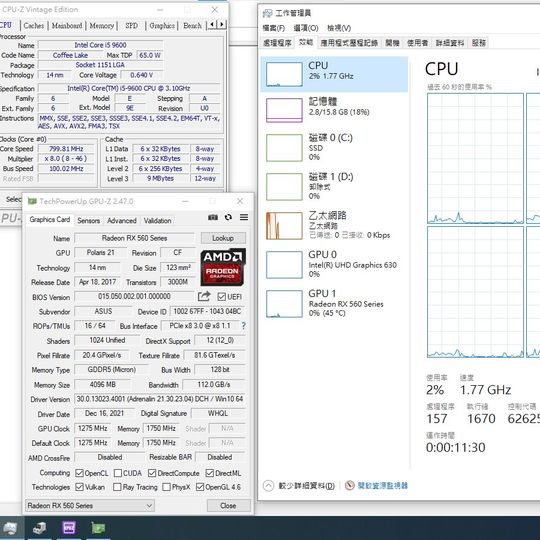 CPU-Z Vintage Edition
CPU Caches Mainboard Memory SPD Graphics Bench
Processor
Name Intel Core i5 9600
Code Name Coffee Lake Max TDP 65.0 W
Package Socket 1151 LGA
Technology 14 nm Core Voltage 0.640 V
Specification Intel(R) Core(TM) i5-9600 CPU @ 3.10GHz
Family 6 Model E Stepping A
Ext. Family 6 Ext. Model 9E Revision U0
Instructions MMX, SSE, SSE2, SSE3, SSSE3, SSE4.1, SSE4.2, EM64T, VT-x,
AES, AVX, AVX2, FMA3, TSX
Clocks (Core #0)
Core Speed 799.81 MHz
Multiplier x 8.0 ( 8 - 46 )
Bus Speed 100.02 MHz
Rated FSB
Cache
L1 Data 6 x 32 KBytes 8-way
L1 Inst. 6 x 32 KBytes 8-way
Level 2 6 x 256 KBytes 4-way
Level 3 9 MBytes 12-way
TechPowerUp GPU-Z 2.47.0
Graphics Card Sensors Advanced Validation
Name Radeon RX 560 Series Lookup
GPU Polaris 21 Revision CF
Technology 14 nm Die Size 123 mm²
Release Date Apr 18, 2017 Transistors 3000M
AMD
RADEON
GRAPHICS
BIOS Version 015.050.002.001.000000 UEFI
Subvendor ASUS Device ID 1002 67FF - 1043 04BC
ROPs/TMUs 16 / 64 Bus Interface PCIe x8 3.0 @ x8 1.1 ?
Shaders 1024 Unified DirectX Support 12 (12_0)
Pixel Fillrate 20.4 GPixel/s Texture Fillrate 81.6 GTexel/s
Memory Type GDDR5 (Micron) Bus Width 128 bit
Memory Size 4096 MB Bandwidth 112.0 GB/s
Driver Version 30.0.13023.4001 (Adrenalin 21.30.23.04) DCH / Win10 64
Driver Date Dec 16, 2021 Digital Signature WHQL
GPU Clock 1275 MHz Memory 1750 MHz Shader N/A
Default Clock 1275 MHz Memory 1750 MHz Shader N/A
AMD CrossFire Disabled Resizable BAR Disabled
Computing OpenCL CUDA DirectCompute DirectML
Technologies Vulkan Ray Tracing PhysX OpenGL 4.6
Radeon RX 560 Series Close
工作管理員
檔案(F) 選項(O) 檢視(V)
處理程序 效能 應用程式歷程記錄 開機 使用者 詳細資料 服務
CPU
2% 1.77 GHz
記憶體
2.8/15.8 GB (18%)
磁碟 0 (C:)
SSD
0%
磁碟 1 (D:)
卸除式
0%
乙太網路
乙太網路
已傳送: 0 已接收: 0 Kbps
GPU 0
Intel(R) UHD Graphics 630
0%
GPU 1
Radeon RX 560 Series
0% (45 °C)
CPU
過去 60 秒的使用率 %
使用率 速度
2% 1.77 GHz
處理程序 執行緒 控制代碼
157 1670 62625
運作時間
0:00:11:30
較少詳細資料(D) 開啟資源監視器